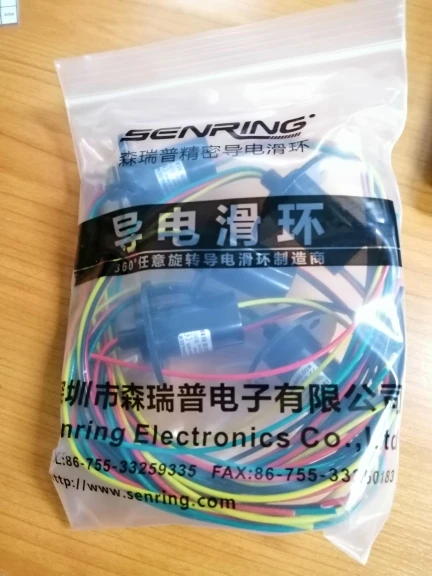 SENRING
森瑞普精密导电滑环
导电滑环
360°任意旋转导电滑环制造商
圳市森瑞普电子有限公司
enring Electronics Co.,Ltd
L:86-755-33259335 FAX:86-755-33
http://www.senring.com